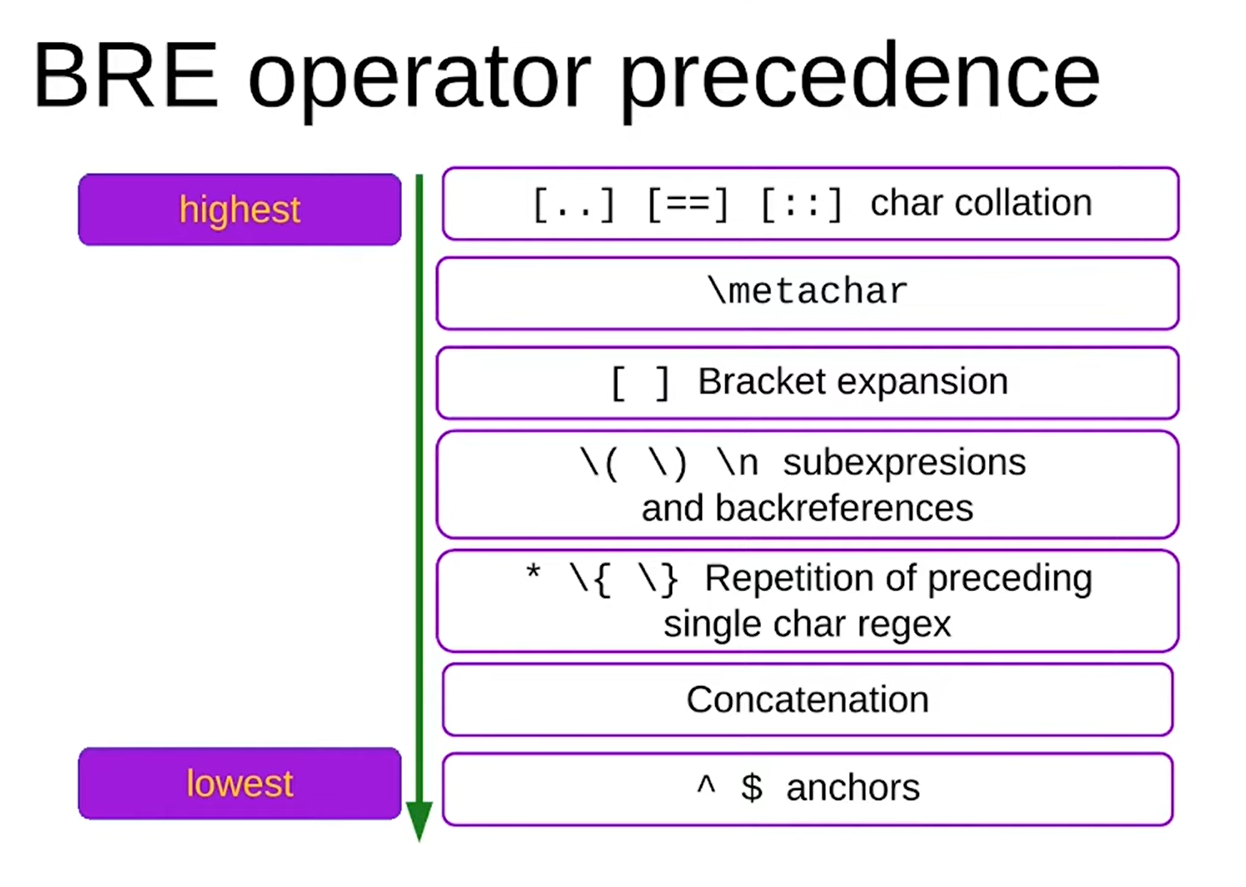 BRE operator precedence
highest
[..] [==] [::] char collation
\metachar
[ ] Bracket expansion
\( \) \n subexpresions
and backreferences
* \{ \} Repetition of preceding
single char regex
Concatenation
lowest
^ $ anchors